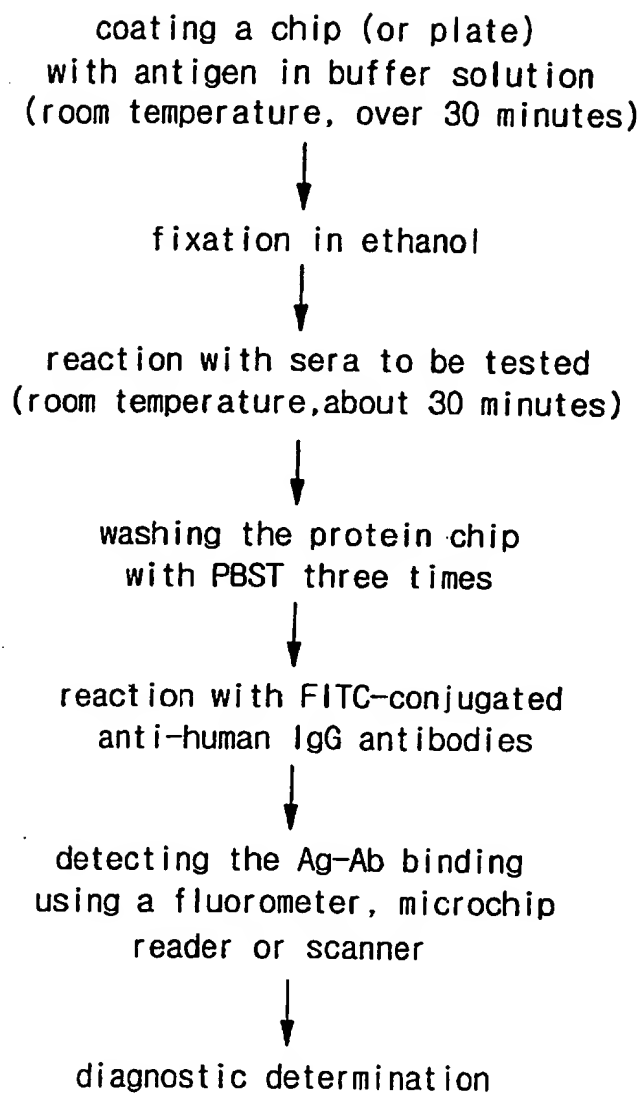 coating a chip (or plate)
with antigen in buffer solution
(room temperature, over 30 minutes)
fixation in ethanol
reaction with sera to be tested
(room temperature,about 30 minutes)
washing the protein chip
with PBST three times
reaction with FITC-conjugated
anti-human IgG antibodies
detecting the Ag-Ab binding
using a fluorometer, microchip
reader or scanner
diagnostic determination